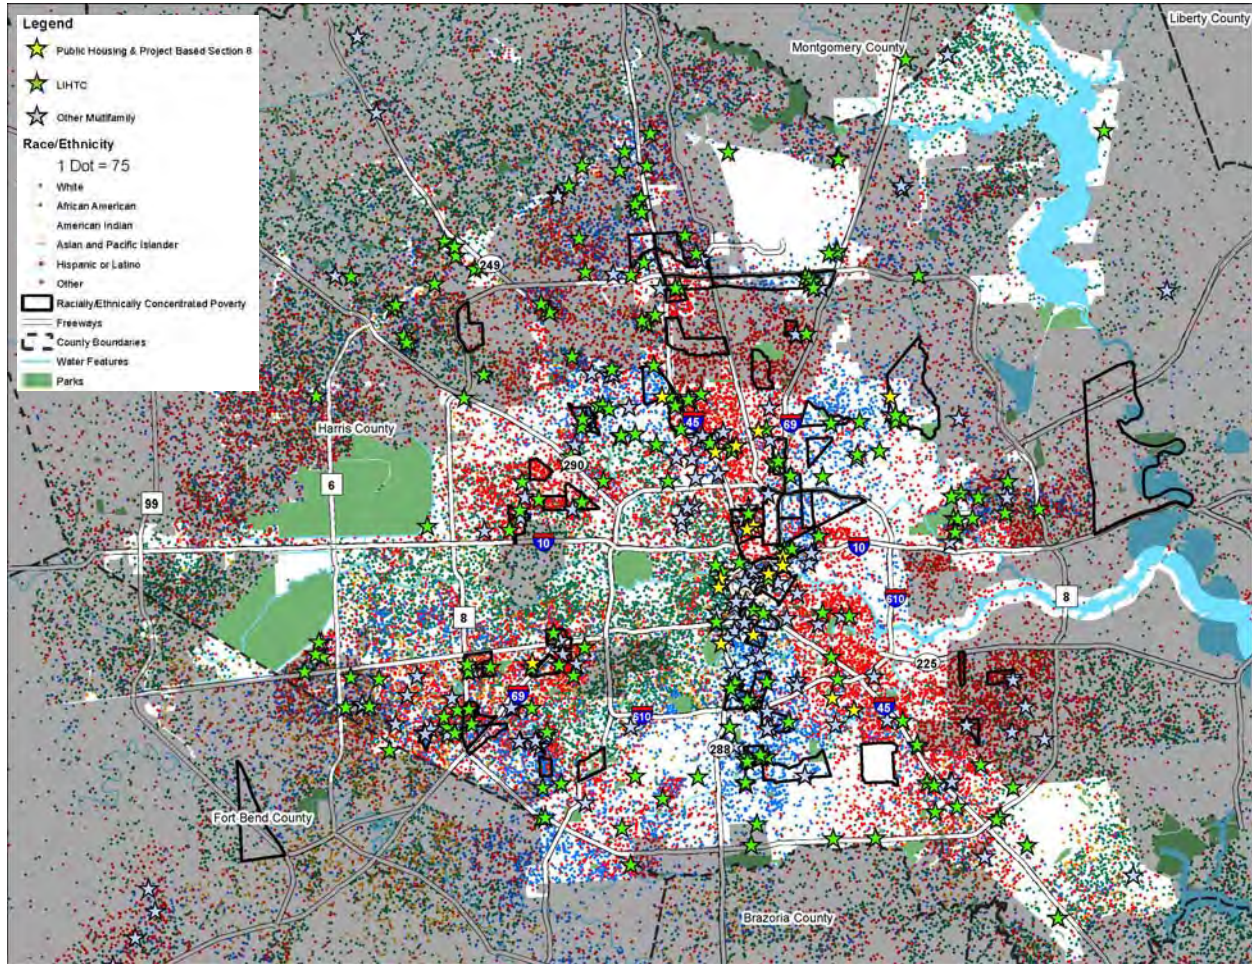 Legend
Public Housing & Project Based Section 8
LIHTC
Other Multifamily
Race/Ethnicity
1 Dot = 75
White
African American
American Indian
Asian and Pacific Islander
Hispanic or Latino
Other
Racially/Ethnically Concentrated Poverty
Freeways
County Boundaries
Water Features
Parks
Liberty County
Montgomery County
249
Harris County
45
69
290
6
99
10
10
8
610
8
225
69
610
45
288
Fort Bend County
Brazoria County